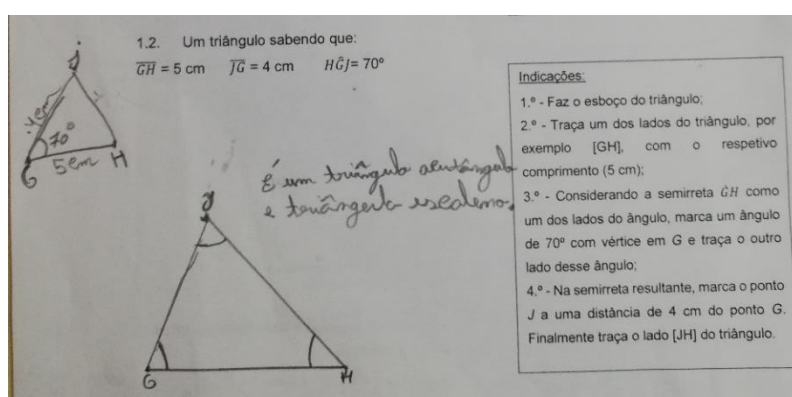 1.2. Um triângulo sabendo que:
G̅H̅ = 5 cm J̅G̅ = 4 cm HĜJ= 70º
J
4cm
70º
G 5cm H
É um triângulo acutângulo
e triângulo escaleno.
J
G H
Indicações:
1.º - Faz o esboço do triângulo;
2.º - Traça um dos lados do triângulo, por
exemplo [GH], com o respetivo
comprimento (5 cm);
3.º - Considerando a semirreta ĠH como
um dos lados do ângulo, marca um ângulo
de 70º com vértice em G e traça o outro
lado desse ângulo;
4.º - Na semirreta resultante, marca o ponto
J a uma distância de 4 cm do ponto G.
Finalmente traça o lado [JH] do triângulo.